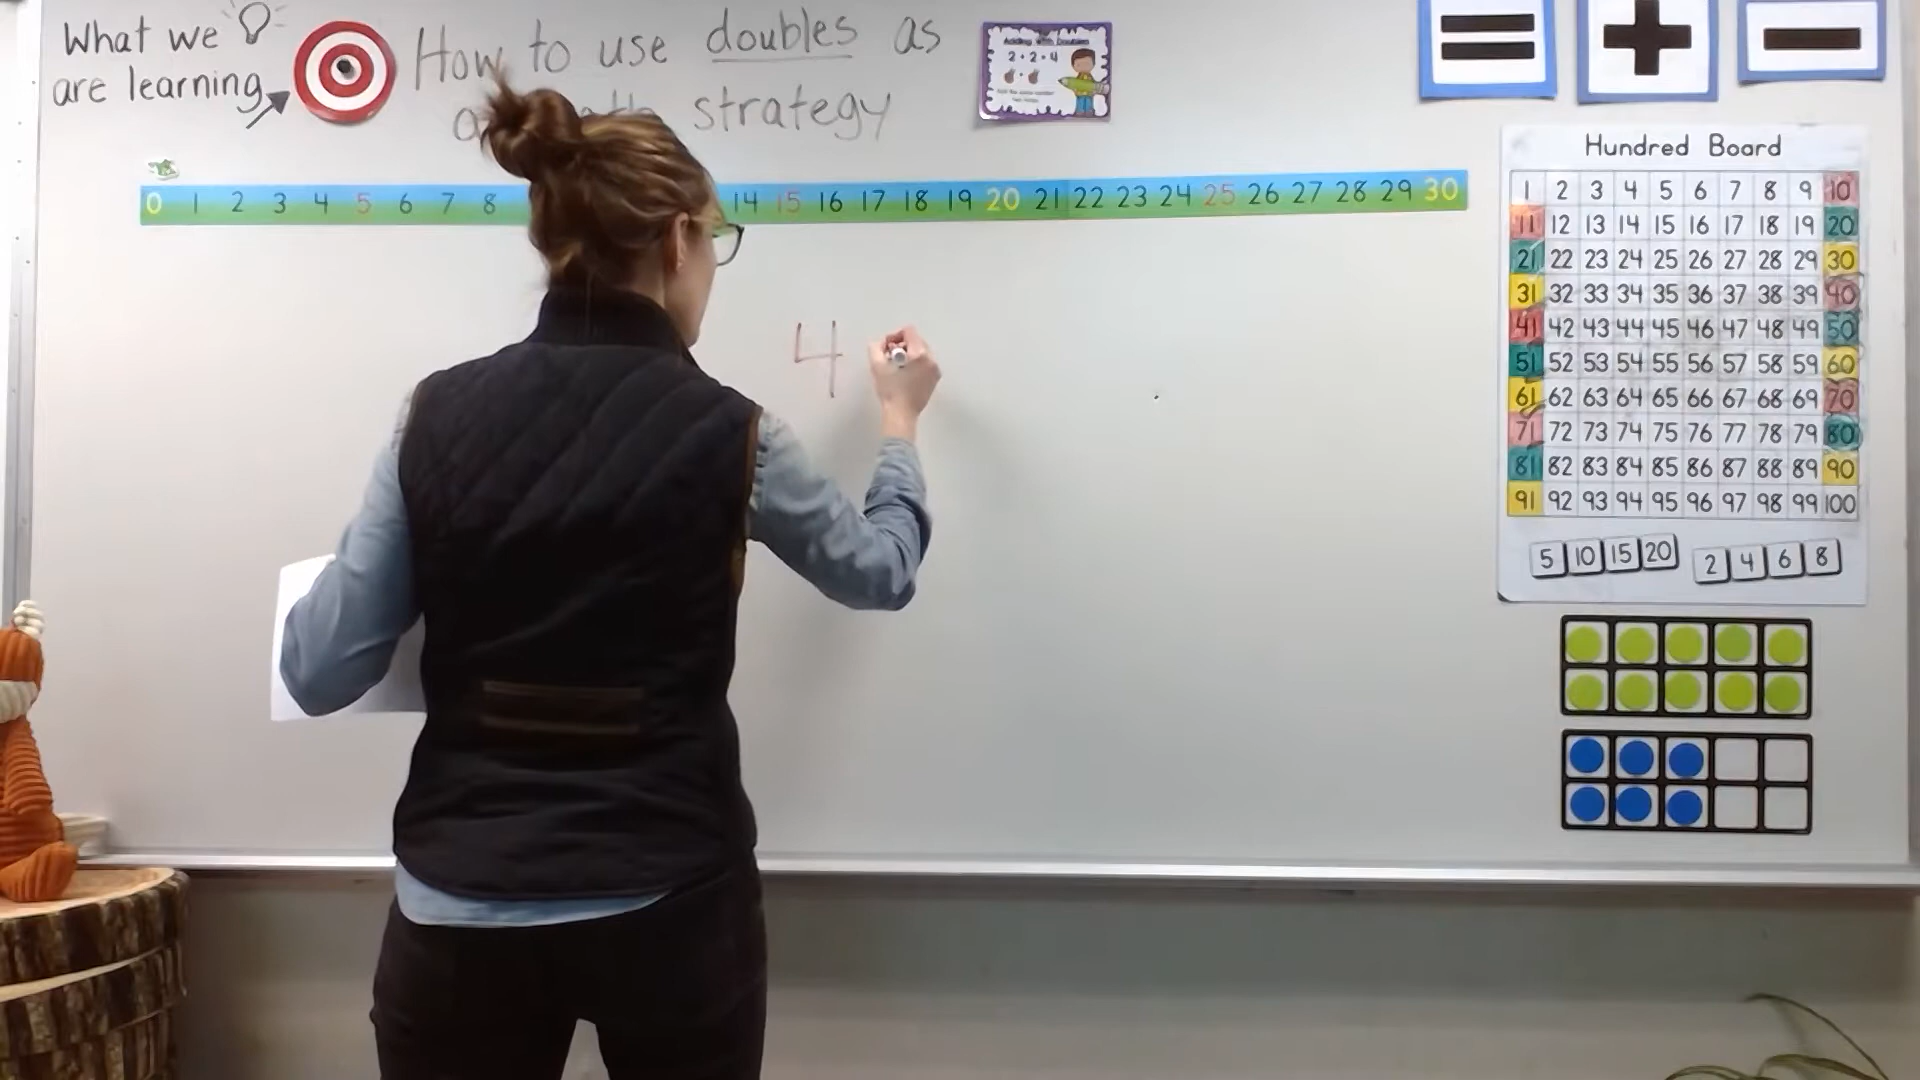 What we
are learning
How to use doubles as
a strategy
Adding With Doubles
2 + 2 = 4
0 1 2 3 4 5 6 7 8 14 15 16 17 18 19 20 21 22 23 24 25 26 27 28 29 30
4
=
+
−
Hundred Board
1 2 3 4 5 6 7 8 9 10
11 12 13 14 15 16 17 18 19 20
21 22 23 24 25 26 27 28 29 30
31 32 33 34 35 36 37 38 39 40
41 42 43 44 45 46 47 48 49 50
51 52 53 54 55 56 57 58 59 60
61 62 63 64 65 66 67 68 69 70
71 72 73 74 75 76 77 78 79 80
81 82 83 84 85 86 87 88 89 90
91 92 93 94 95 96 97 98 99 100
5 10 15 20 2 4 6 8